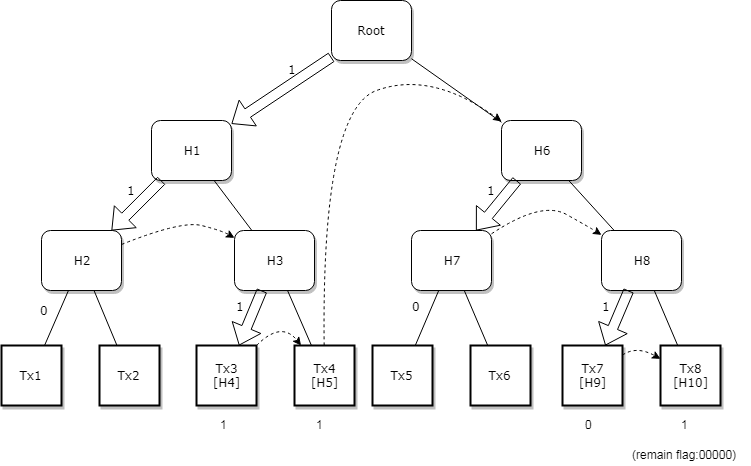 Root
1
H1
H6
1
1
H2
H3
H7
H8
0
1
0
1
Tx1
Tx2
Tx3
[H4]
Tx4
[H5]
Tx5
Tx6
Tx7
[H9]
Tx8
[H10]
1
1
0
1
(remain flag:00000)